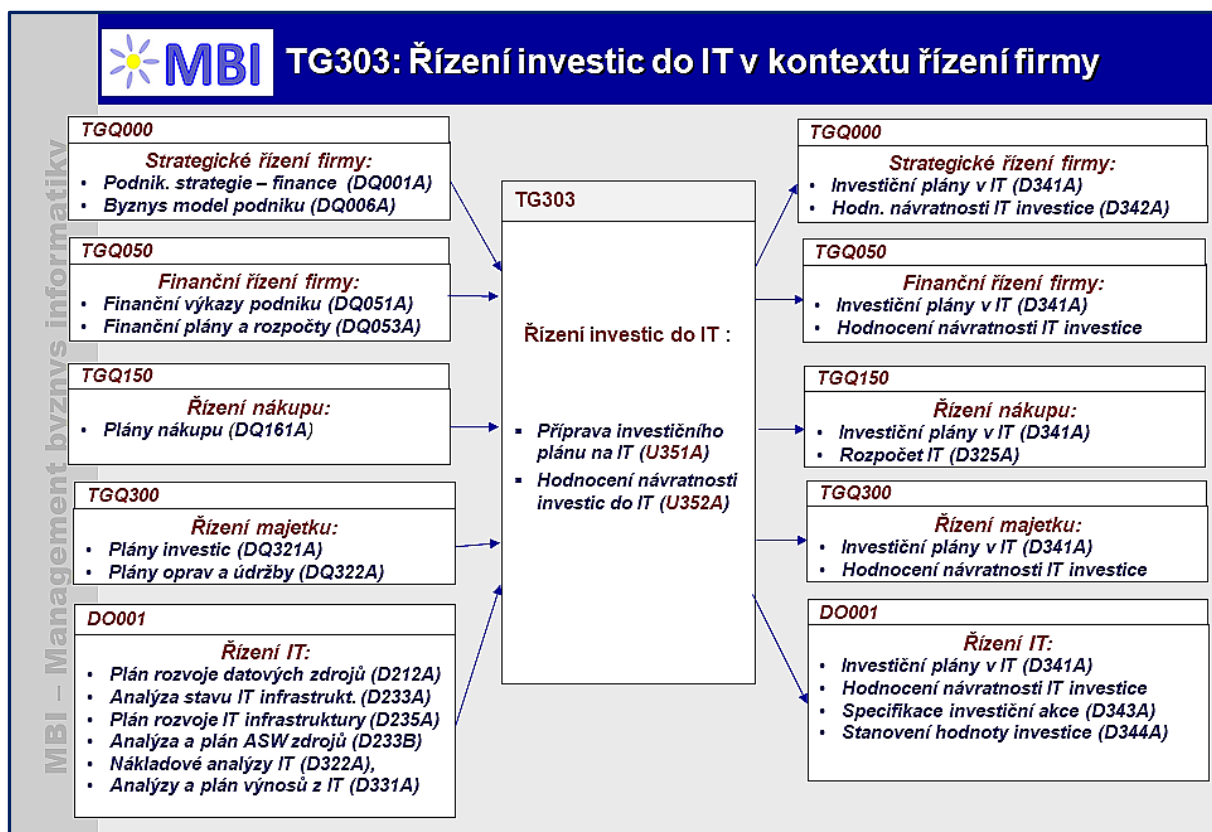 MBI
TG303: Řízení investic do IT v kontextu řízení firmy
MBI – Management byznys informatiky
TGQ000
Strategické řízení firmy:
• Podnik. strategie – finance (DQ001A)
• Byznys model podniku (DQ006A)
TGQ050
Finanční řízení firmy:
• Finanční výkazy podniku (DQ051A)
• Finanční plány a rozpočty (DQ053A)
TGQ150
Řízení nákupu:
• Plány nákupu (DQ161A)
TGQ300
Řízení majetku:
• Plány investic (DQ321A)
• Plány oprav a údržby (DQ322A)
DO001
Řízení IT:
• Plán rozvoje datových zdrojů (D212A)
• Analýza stavu IT infrastrukt. (D233A)
• Plán rozvoje IT infrastruktury (D235A)
• Analýza a plán ASW zdrojů (D233B)
• Nákladové analýzy IT (D322A),
• Analýzy a plán výnosů z IT (D331A)
TG303
Řízení investic do IT :
▪ Příprava investičního
plánu na IT (U351A)
▪ Hodnocení návratnosti
investic do IT (U352A)
TGQ000
Strategické řízení firmy:
• Investiční plány v IT (D341A)
• Hodn. návratnosti IT investice (D342A)
TGQ050
Finanční řízení firmy:
• Investiční plány v IT (D341A)
• Hodnocení návratnosti IT investice
TGQ150
Řízení nákupu:
• Investiční plány v IT (D341A)
• Rozpočet IT (D325A)
TGQ300
Řízení majetku:
• Investiční plány v IT (D341A)
• Hodnocení návratnosti IT investice
DO001
Řízení IT:
• Investiční plány v IT (D341A)
• Hodnocení návratnosti IT investice
• Specifikace investiční akce (D343A)
• Stanovení hodnoty investice (D344A)